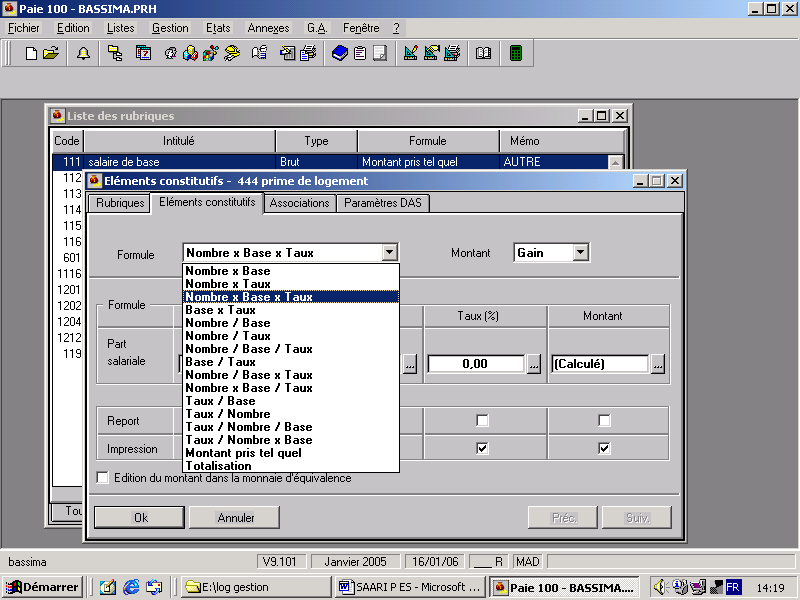 Paie 100 - BASSIMA.PRH
Fichier Edition Listes Gestion Etats Annexes G.A. Fenêtre ?
Liste des rubriques
Code Intitulé Type Formule Mémo
111 salaire de base Brut Montant pris tel quel AUTRE
112
113
114
115
116
601
1116
1201
1202
1204
1212
119
Tou
Eléments constitutifs - 444 prime de logement
Rubriques Eléments constitutifs Associations Paramètres DAS
Formule Nombre x Base x Taux Montant Gain
Nombre x Base
Nombre x Taux
Nombre x Base x Taux
Base x Taux
Nombre / Base
Nombre / Taux
Nombre / Base / Taux
Base / Taux
Nombre / Base x Taux
Nombre x Base / Taux
Taux / Base
Taux / Nombre
Taux / Nombre / Base
Taux / Nombre x Base
Montant pris tel quel
Totalisation
Formule Taux (%) Montant
Part
salariale ... 0,00 ... (Calculé) ...
Report
Impression
Edition du montant dans la monnaie d'équivalence
Ok Annuler Préc. Suiv.
bassima V9.101 Janvier 2005 16/01/06 ___ R MAD
Démarrer E:\log gestion SAARI P ES - Microsoft ... Paie 100 - BASSIMA.... FR 14:19